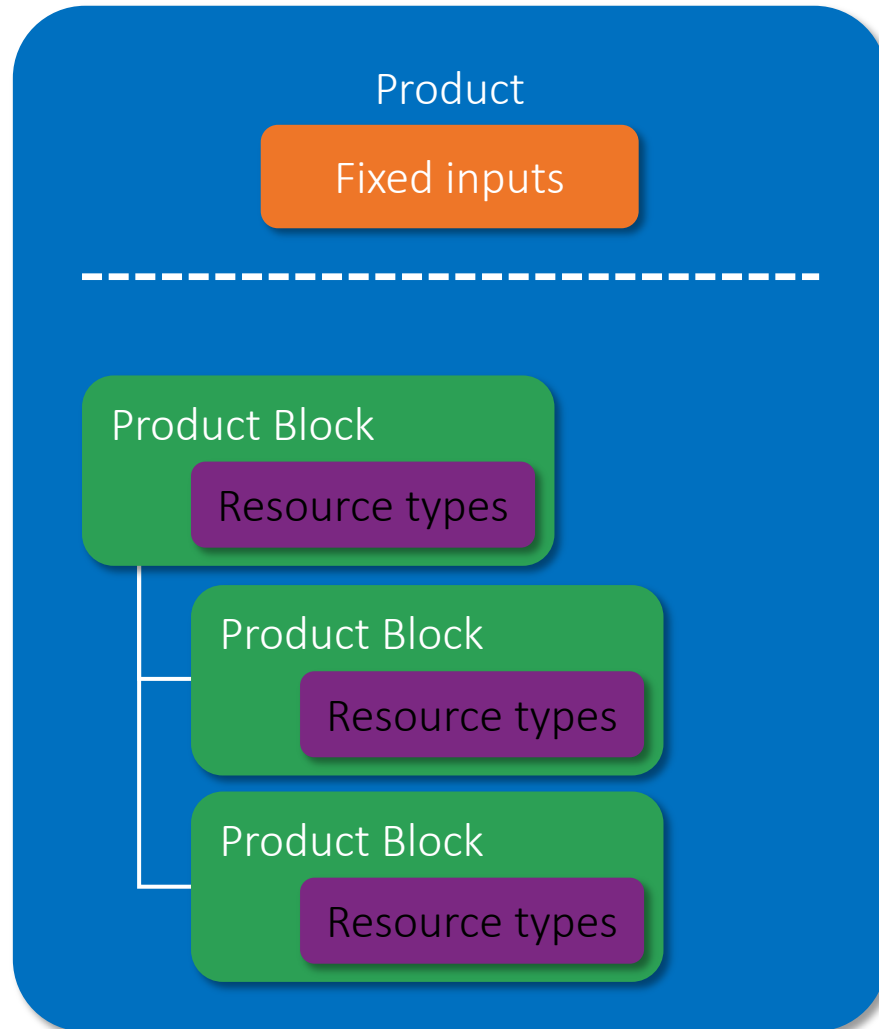 Product
Fixed inputs
Product Block
Resource types
Product Block
Resource types
Product Block
Resource types